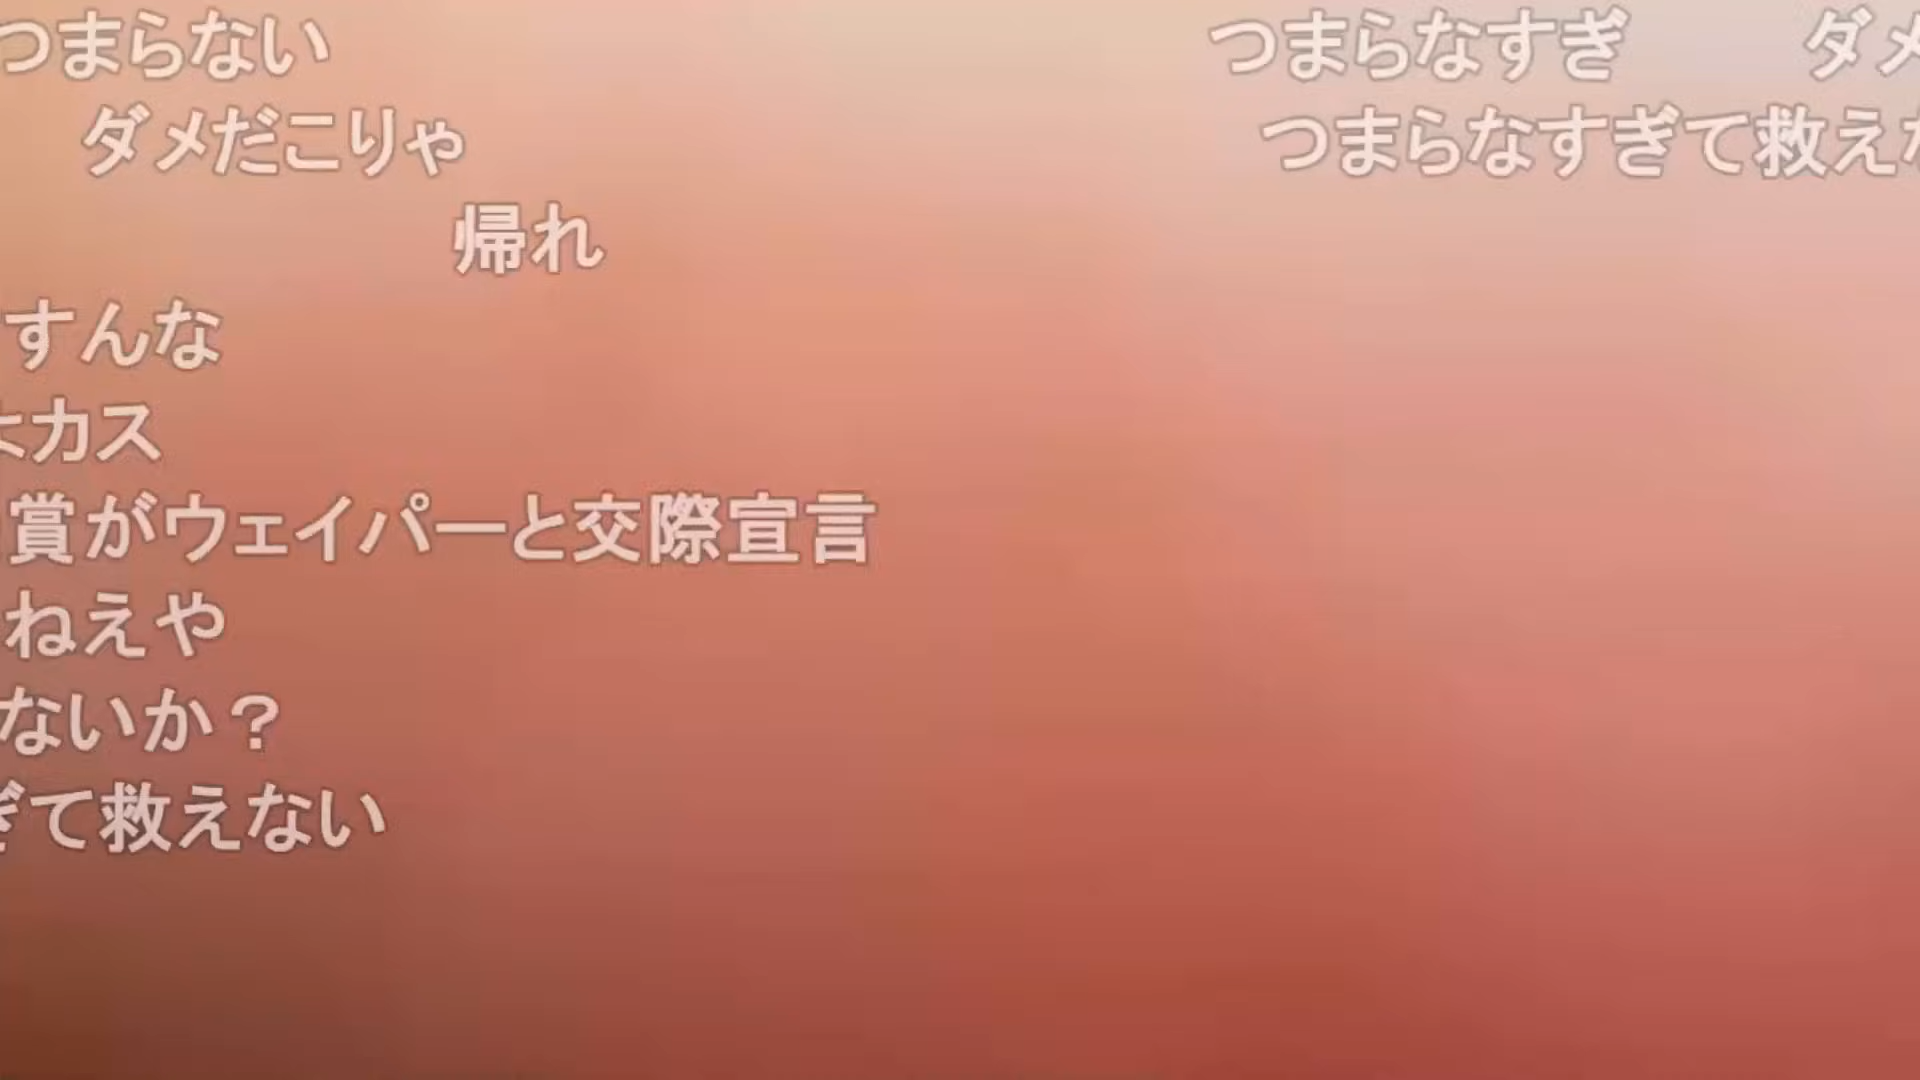 つまらない
つまらなすぎ
ダメ
ダメだこりゃ
つまらなすぎて救えな
帰れ
すんな
よカス
賞がウェイパーと交際宣言
ねえや
ないか？
ぎて救えない